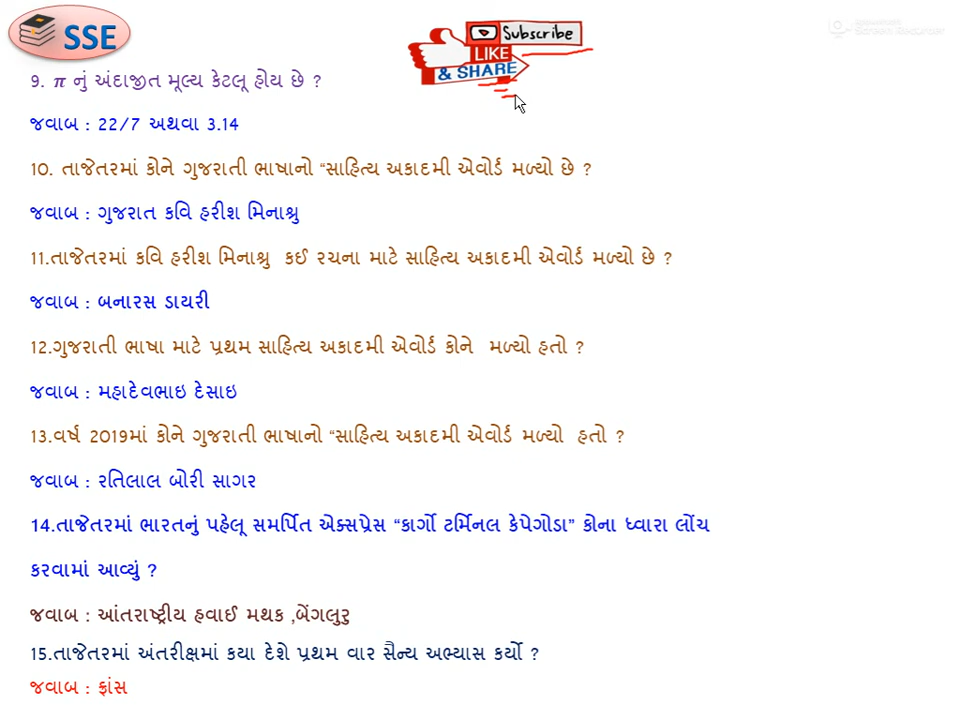 SSE
Subscribe
LIKE
& SHARE
Screen Recorder
9. π નું અંદાજીત મૂલ્ય કેટલૂ હોય છે ?
જવાબ : 22/7 અથવા 3.14
10. તાજેતરમાં કોને ગુજરાતી ભાષાનો “સાહિત્ય અકાદમી એવોર્ડ મળ્યો છે ?
જવાબ : ગુજરાત કવિ હરીશ મિનાશ્રુ
11.તાજેતરમાં કવિ હરીશ મિનાશ્રુ કઈ રચના માટે સાહિત્ય અકાદમી એવોર્ડ મળ્યો છે ?
જવાબ : બનારસ ડાયરી
12.ગુજરાતી ભાષા માટે પ્રથમ સાહિત્ય અકાદમી એવોર્ડ કોને મળ્યો હતો ?
જવાબ : મહાદેવભાઇ દેસાઇ
13.વર્ષ 2019માં કોને ગુજરાતી ભાષાનો “સાહિત્ય અકાદમી એવોર્ડ મળ્યો હતો ?
જવાબ : રતિલાલ બોરી સાગર
14.તાજેતરમાં ભારતનું પહેલૂ સમર્પિત એક્સપ્રેસ “કાર્ગો ટર્મિનલ કેપેગોડા” કોના ધ્વારા લોંચ
કરવામાં આવ્યું ?
જવાબ : આંતરાષ્ટ્રીય હવાઈ મથક ,બેંગલુરુ
15.તાજેતરમાં અંતરીક્ષમાં કયા દેશે પ્રથમ વાર સૈન્ય અભ્યાસ કર્યો ?
જવાબ : ફ્રાંસ